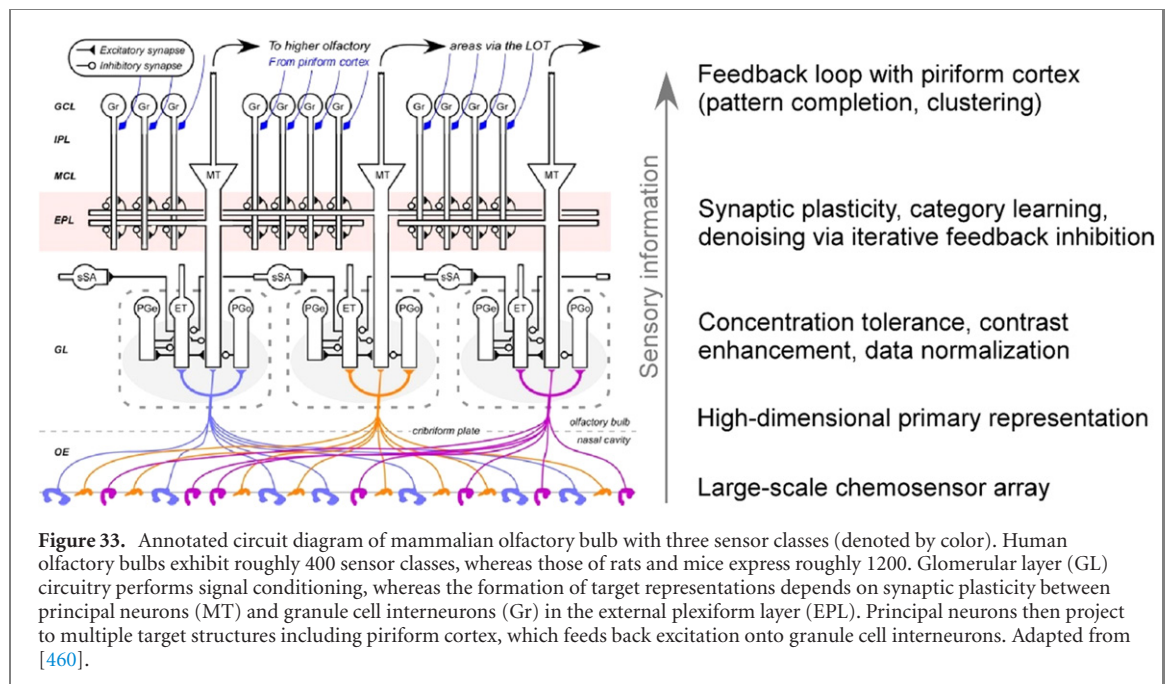 Excitatory synapse
Inhibitory synapse
To higher olfactory areas via the LOT
From piriform cortex
GCL
Gr Gr Gr Gr Gr Gr Gr Gr Gr Gr Gr
IPL
MCL
MT MT MT
EPL
sSA sSA sSA
PGe ET PGo PGe ET PGo PGe ET PGo
GL
olfactory bulb
cribriform plate
nasal cavity
OE
Sensory information
Feedback loop with piriform cortex
(pattern completion, clustering)
Synaptic plasticity, category learning,
denoising via iterative feedback inhibition
Concentration tolerance, contrast
enhancement, data normalization
High-dimensional primary representation
Large-scale chemosensor array
Figure 33. Annotated circuit diagram of mammalian olfactory bulb with three sensor classes (denoted by color). Human
olfactory bulbs exhibit roughly 400 sensor classes, whereas those of rats and mice express roughly 1200. Glomerular layer (GL)
circuitry performs signal conditioning, whereas the formation of target representations depends on synaptic plasticity between
principal neurons (MT) and granule cell interneurons (Gr) in the external plexiform layer (EPL). Principal neurons then project
to multiple target structures including piriform cortex, which feeds back excitation onto granule cell interneurons. Adapted from
[460].